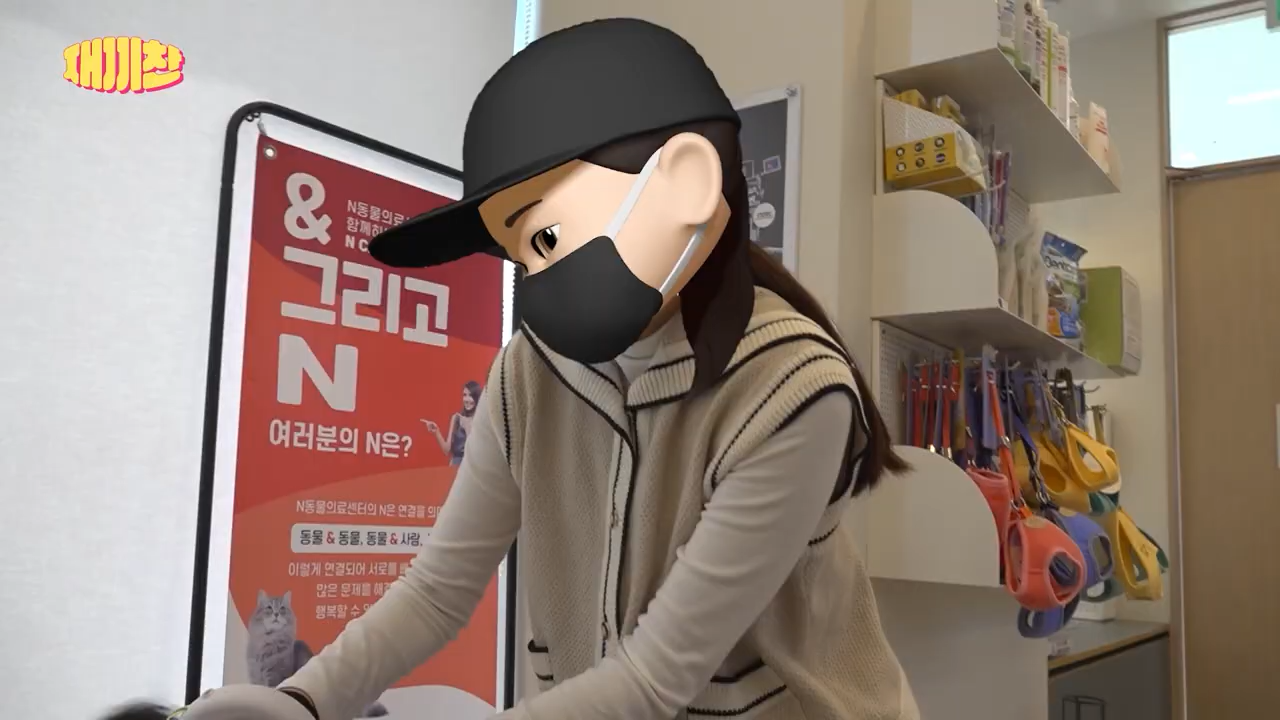 재끼찬
&
N동물의료
함께하
N C
그리고
N
여러분의 N은?
N동물의료센터의 N은 연결을 의
동물 & 동물, 동물 & 사람,
이렇게 연결되어 서로를
많은 문제를 해결
행복할 수